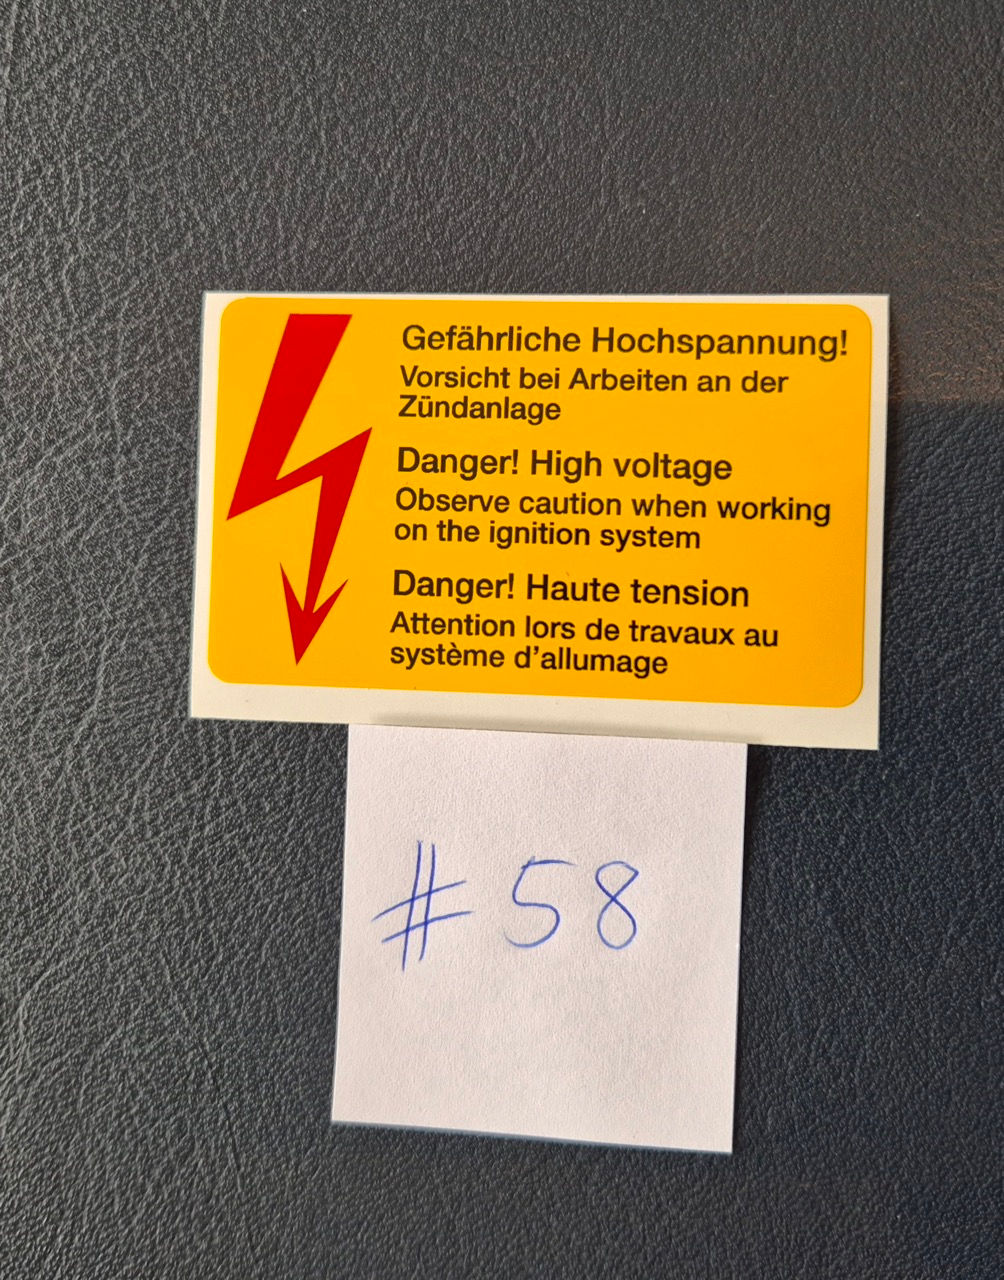 Gefährliche Hochspannung!
Vorsicht bei Arbeiten an der
Zündanlage
Danger! High voltage
Observe caution when working
on the ignition system
Danger! Haute tension
Attention lors de travaux au
système d'allumage
# 58